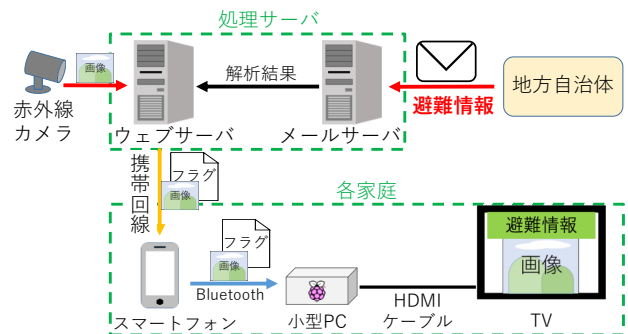 処理サーバ
画像
解析結果
避難情報
地方自治体
赤外線
カメラ
ウェブサーバ
メールサーバ
携帯回線
フラグ
画像
各家庭
避難情報
画像
フラグ
画像
Bluetooth
スマートフォン
小型PC
HDMI
ケーブル
TV